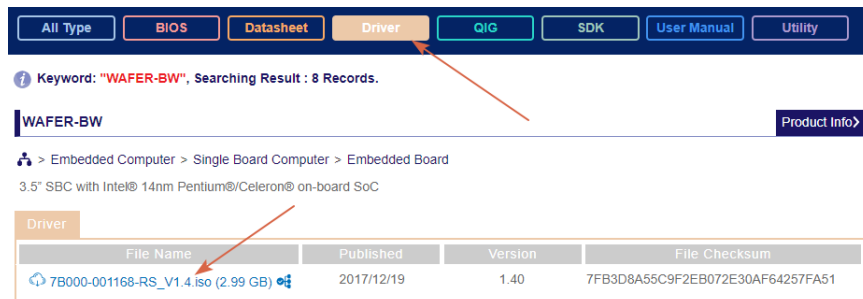 All Type BIOS Datasheet Driver QIG SDK User Manual Utility
Keyword: "WAFER-BW", Searching Result : 8 Records.
WAFER-BW Product Info>
> Embedded Computer > Single Board Computer > Embedded Board
3.5" SBC with Intel® 14nm Pentium®/Celeron® on-board SoC
Driver
File Name Published Version File Checksum
7B000-001168-RS_V1.4.iso (2.99 GB) 2017/12/19 1.40 7FB3D8A55C9F2EB072E30AF64257FA51